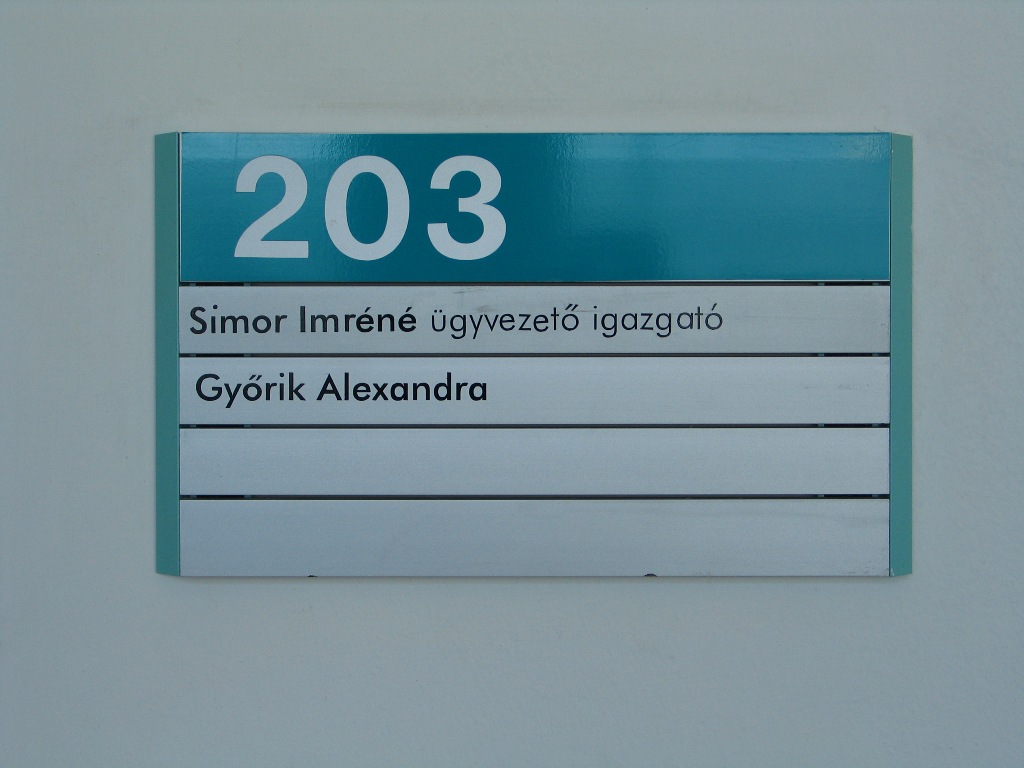 203
Simor Imréné ügyvezető igazgató
Győrik Alexandra